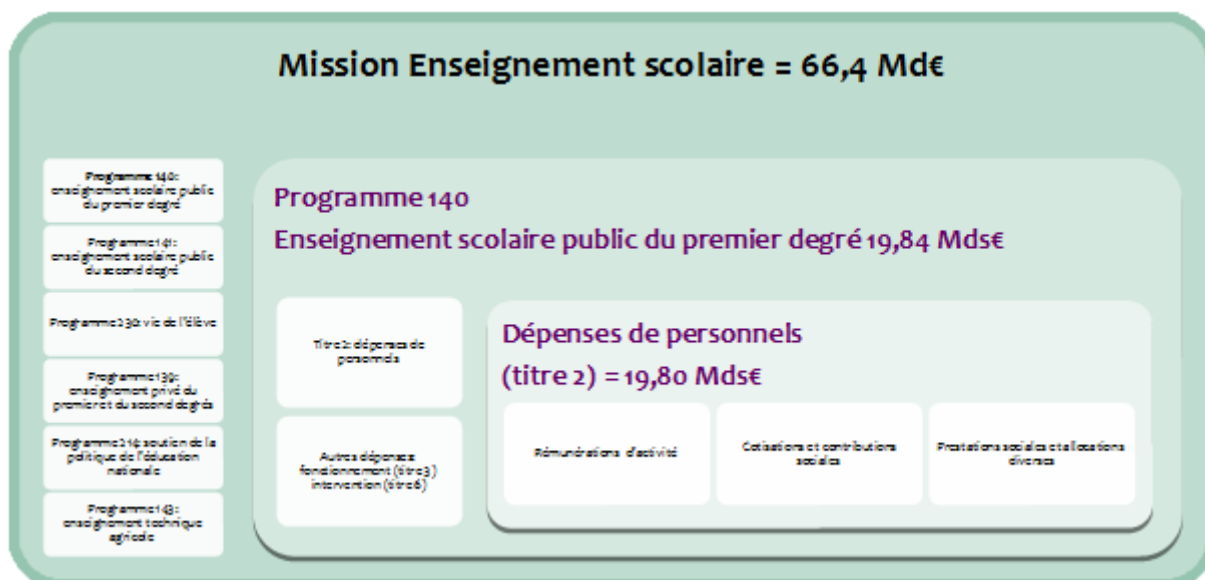 Mission Enseignement scolaire = 66,4 Md€
Programme 140:
enseignement scolaire public
du premier degré
Programme 141:
enseignement scolaire public
du second degré
Programme 230: vie de l'élève
Programme 139:
enseignement privé du
premier et du second degrés
Programme 214: soutien de la
politique de l'éducation
nationale
Programme 143:
enseignement technique
agricole
Programme 140
Enseignement scolaire public du premier degré 19,84 Mds€
Titre 2: dépenses de
personnels
Autres dépenses:
fonctionnement (titre 3)
intervention (titre 6)
Dépenses de personnels
(titre 2) = 19,80 Mds€
Rémunérations d'activité
Cotisations et contributions
sociales
Prestations sociales et allocations
diverses